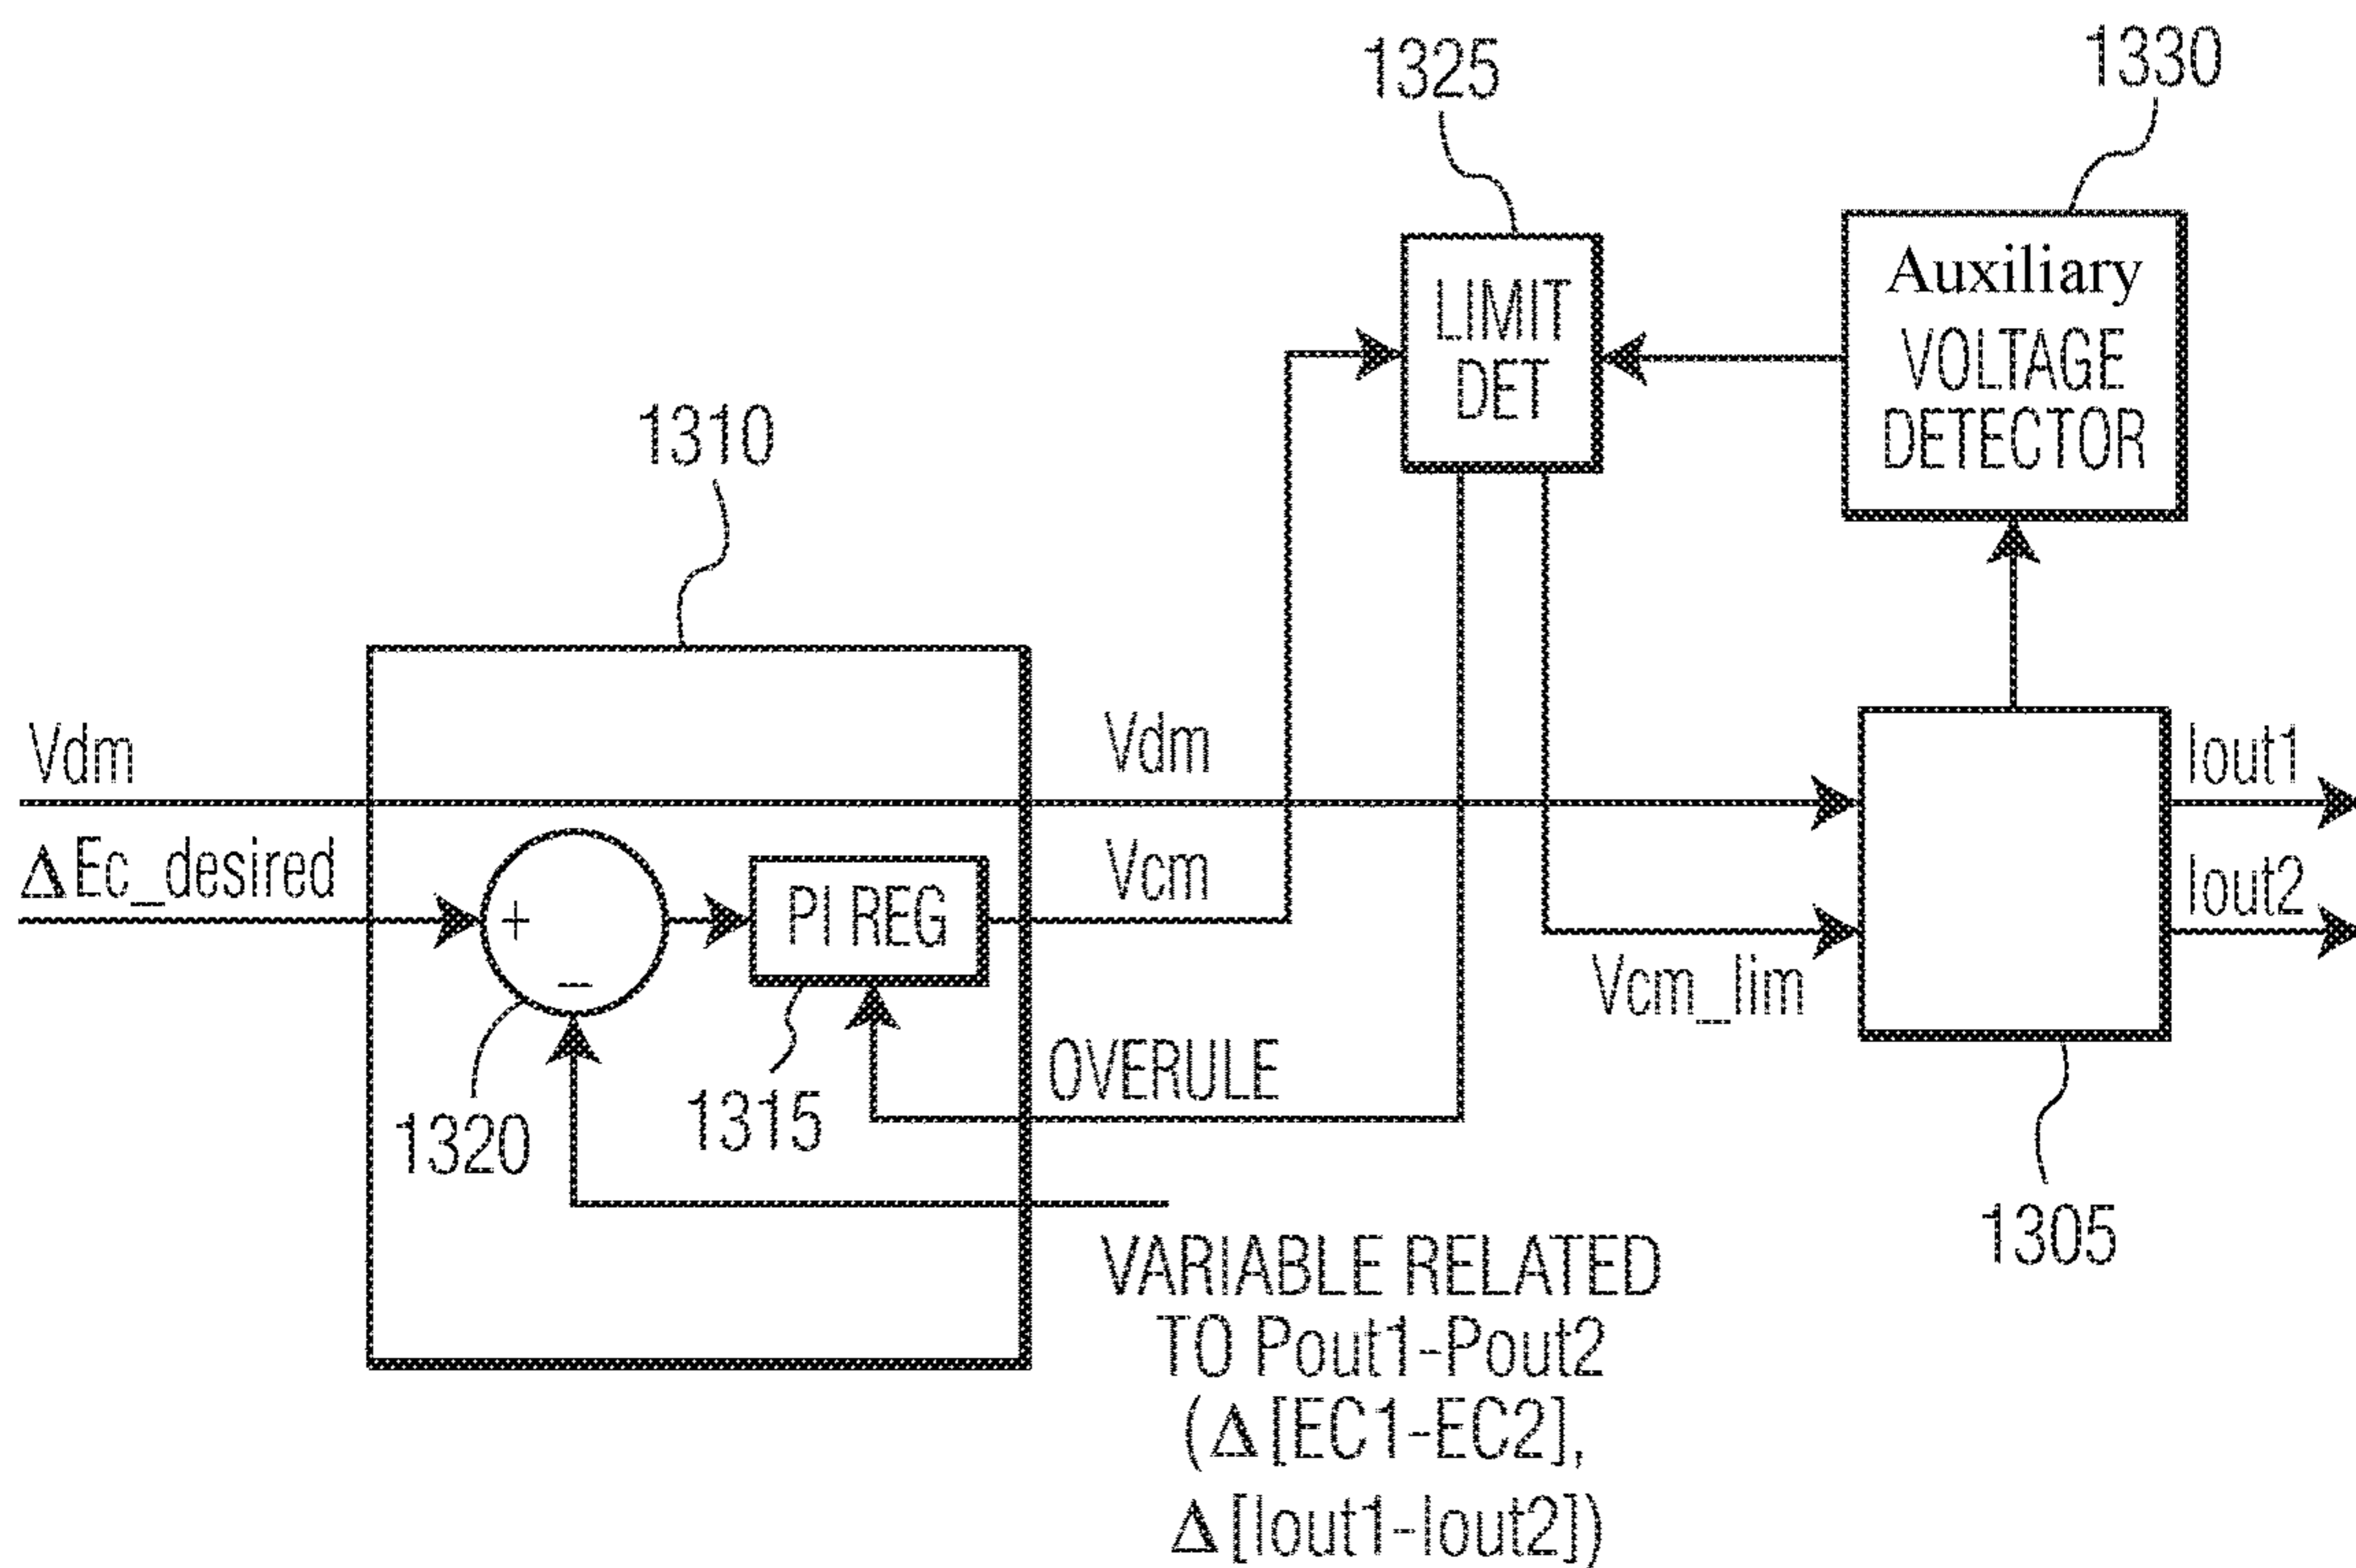 1325
1330
LIMIT
DET
Auxiliary
VOLTAGE
DETECTOR
1310
Vdm
Vdm
Iout1
ΔEc_desired
+
−
PI REG
Vcm
Iout2
Vcm_lim
OVERULE
1320
1315
1305
VARIABLE RELATED
TO Pout1-Pout2
(Δ[EC1-EC2],
Δ[Iout1-Iout2])